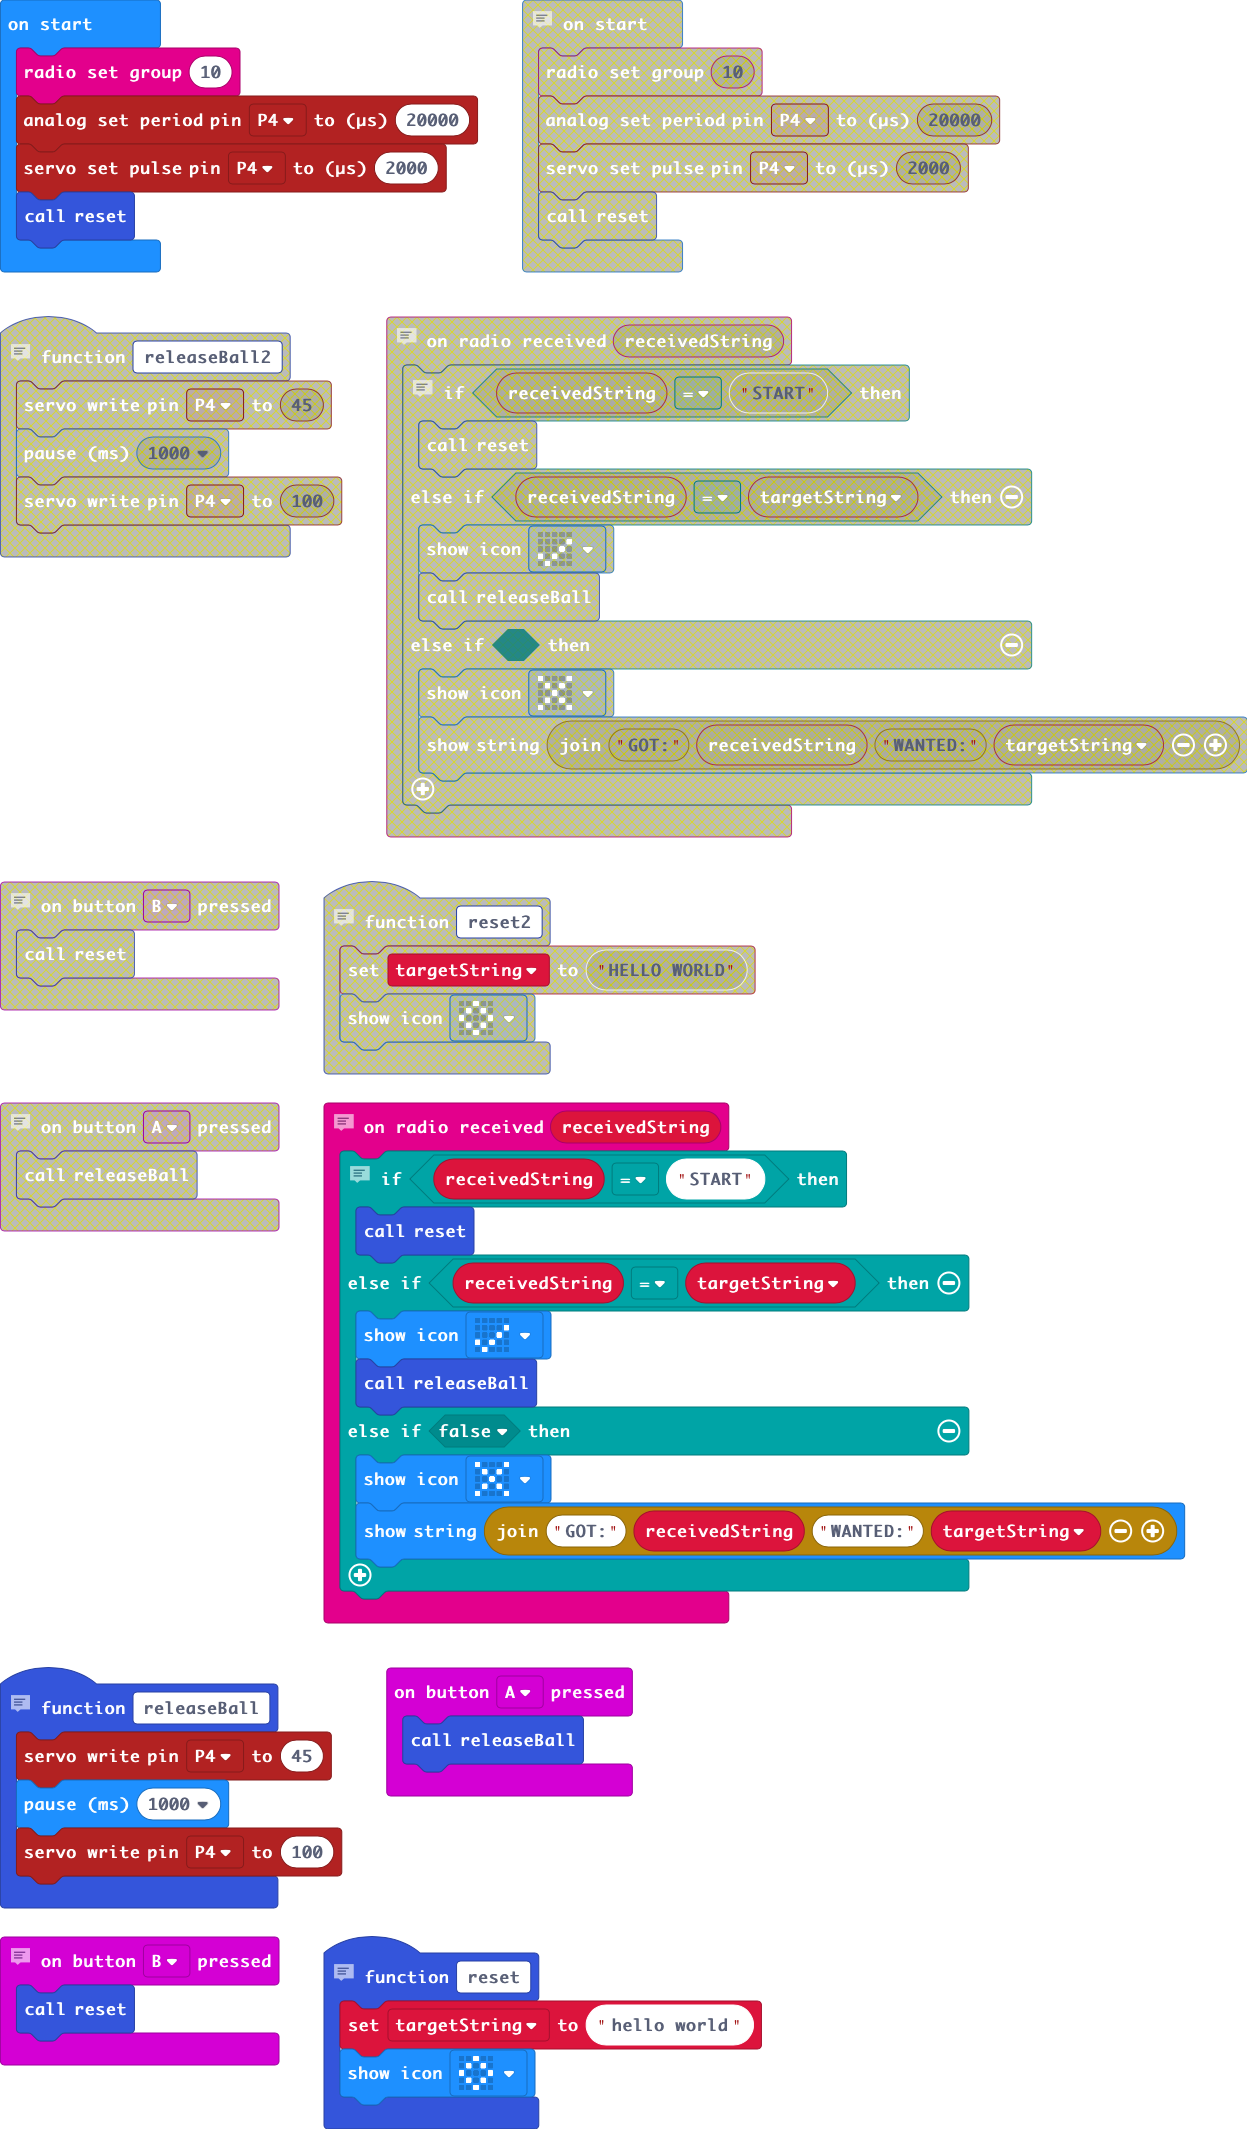 on start
radio set group 10
analog set period pin P4 to (µs) 20000
servo set pulse pin P4 to (µs) 2000
call reset
on start
radio set group 10
analog set period pin P4 to (µs) 20000
servo set pulse pin P4 to (µs) 2000
call reset
function releaseBall2
servo write pin P4 to 45
pause (ms) 1000
servo write pin P4 to 100
on radio received receivedString
if receivedString = "START" then
call reset
else if receivedString = targetString then
show icon
call releaseBall
else if then
show icon
show string join "GOT:" receivedString "WANTED:" targetString
on button B pressed
call reset
function reset2
set targetString to "HELLO WORLD"
show icon
on button A pressed
call releaseBall
on radio received receivedString
if receivedString = "START" then
call reset
else if receivedString = targetString then
show icon
call releaseBall
else if false then
show icon
show string join "GOT:" receivedString "WANTED:" targetString
function releaseBall
servo write pin P4 to 45
pause (ms) 1000
servo write pin P4 to 100
on button A pressed
call releaseBall
on button B pressed
call reset
function reset
set targetString to "hello world"
show icon